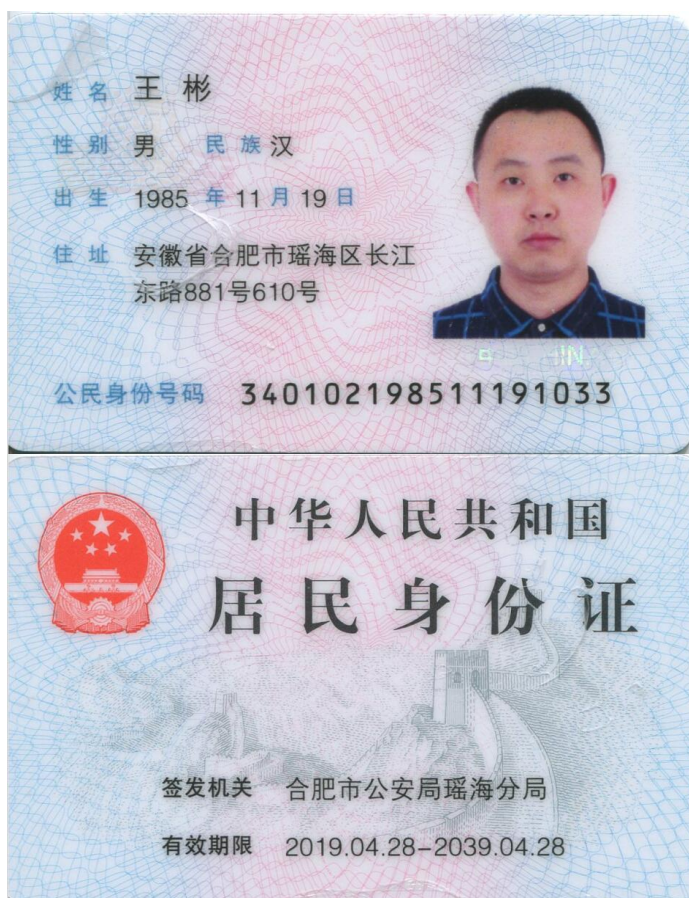 姓名 王彬
性别 男 民族 汉
出生 1985 年 11 月 19 日
住址 安徽省合肥市瑶海区长江
东路881号610号
公民身份号码 340102198511191033
中华人民共和国
居民身份证
签发机关 合肥市公安局瑶海分局
有效期限 2019.04.28-2039.04.28